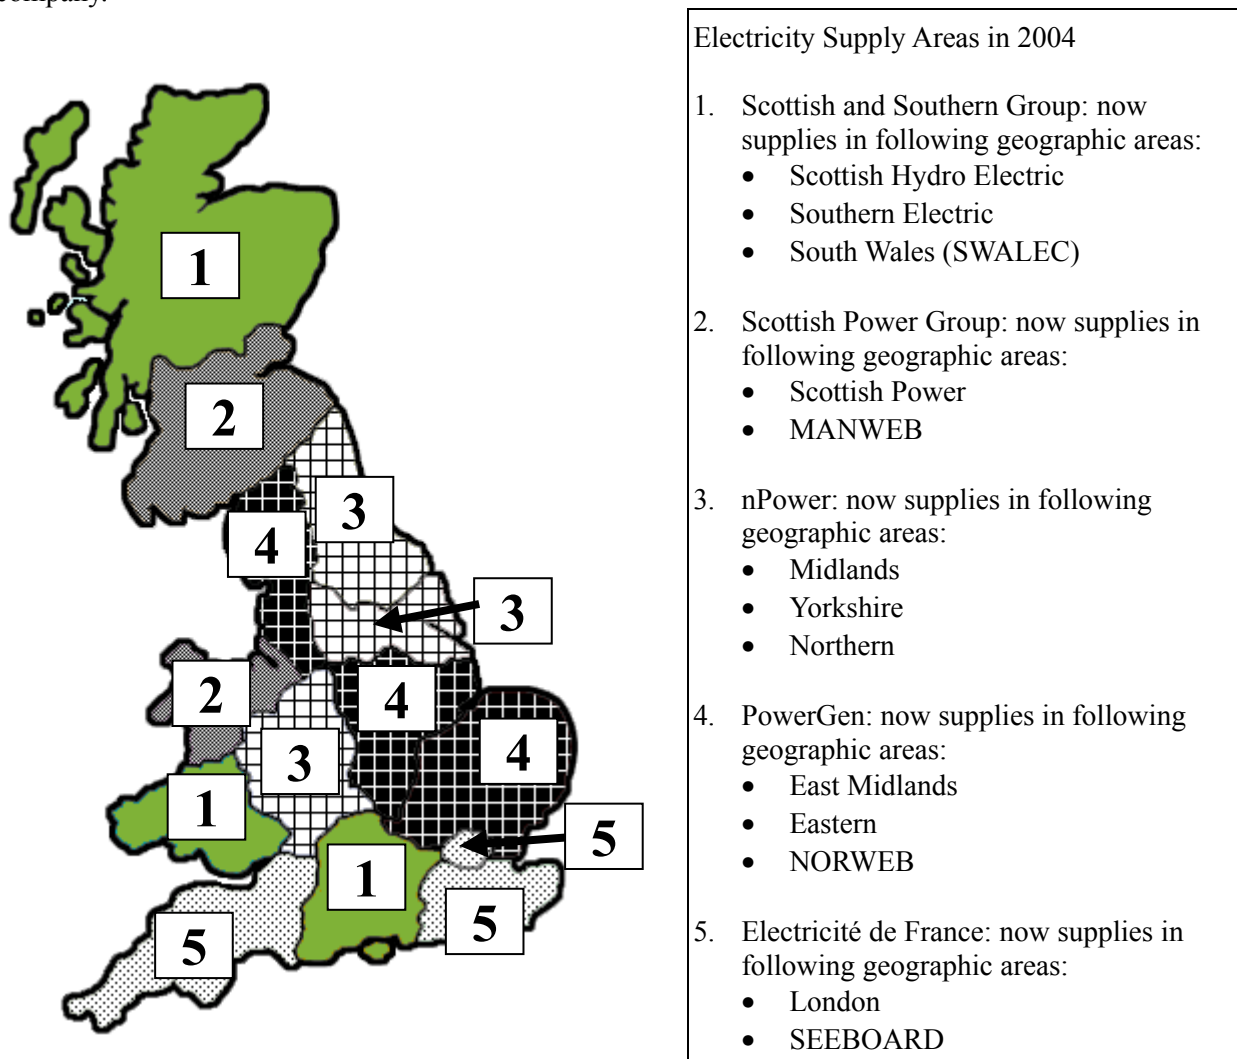 company.
Electricity Supply Areas in 2004
1. Scottish and Southern Group: now
supplies in following geographic areas:
• Scottish Hydro Electric
• Southern Electric
• South Wales (SWALEC)
2. Scottish Power Group: now supplies in
following geographic areas:
• Scottish Power
• MANWEB
3. nPower: now supplies in following
geographic areas:
• Midlands
• Yorkshire
• Northern
4. PowerGen: now supplies in following
geographic areas:
• East Midlands
• Eastern
• NORWEB
5. Electricité de France: now supplies in
following geographic areas:
• London
• SEEBOARD
1
2
3
4
3
2
4
4
3
1
5
1
5
5